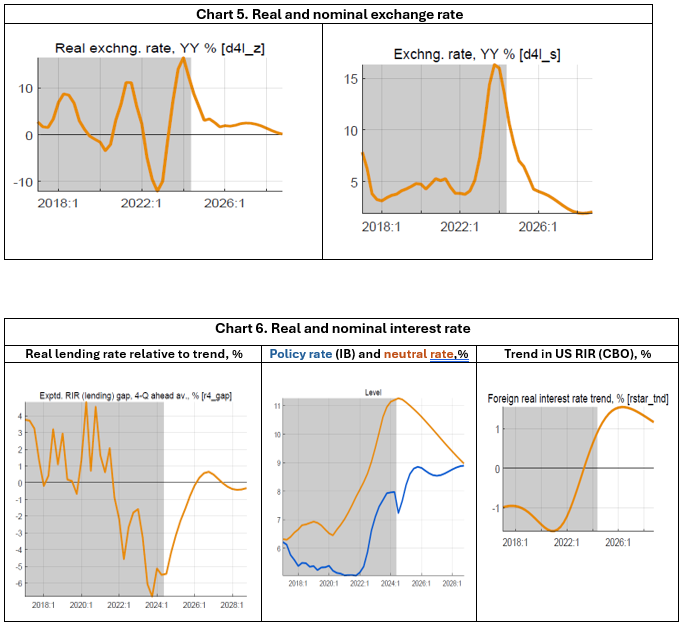 Chart 5. Real and nominal exchange rate
Real exchng. rate, YY % [d4l_z]
10
0
-10
2018:1 2022:1 2026:1
Exchng. rate, YY % [d4l_s]
15
10
5
2018:1 2022:1 2026:1
Chart 6. Real and nominal interest rate
Real lending rate relative to trend, %
Exptd. RIR (lending) gap, 4-Q ahead av., % [r4_gap]
4
3
2
1
0
-1
-2
-3
-4
-5
-6
2018:1 2020:1 2022:1 2024:1 2026:1 2028:1
Policy rate (IB) and neutral rate,%
Level
11
10
9
8
7
6
2018:1 2020:1 2022:1 2024:1 2026:1 2028:1
Trend in US RIR (CBO), %
Foreign real interest rate trend, % [rstar_tnd]
1
0
-1
2018:1 2022:1 2026:1